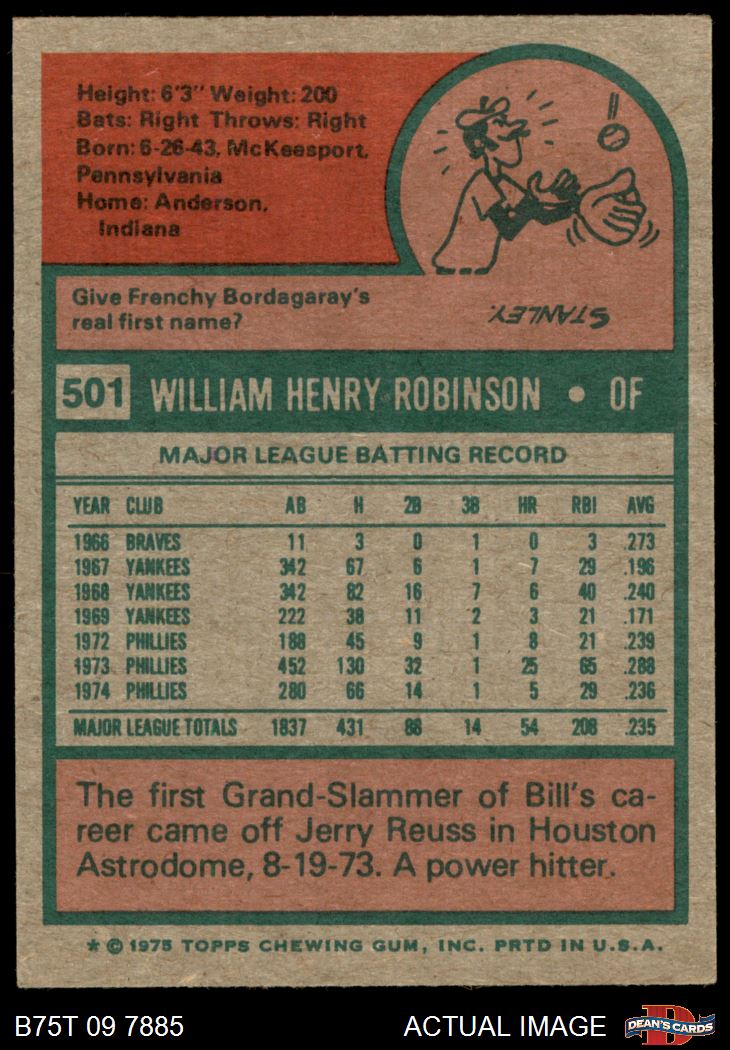 Height: 6'3" Weight: 200
Bats: Right Throws: Right
Born: 6-26-43, McKeesport,
Pennsylvania
Home: Anderson,
Indiana
Give Frenchy Bordagaray's
real first name?
STANLEY.
501 WILLIAM HENRY ROBINSON • OF
MAJOR LEAGUE BATTING RECORD
YEAR CLUB AB H 2B 3B HR RBI AVG
1966 BRAVES 11 3 0 1 0 3 .273
1967 YANKEES 342 67 6 1 7 29 .196
1968 YANKEES 342 82 16 7 6 40 .240
1969 YANKEES 222 38 11 2 3 21 .171
1972 PHILLIES 188 45 9 1 8 21 .239
1973 PHILLIES 452 130 32 1 25 65 .288
1974 PHILLIES 280 66 14 1 5 29 .236
MAJOR LEAGUE TOTALS 1837 431 88 14 54 208 .235
The first Grand-Slammer of Bill's ca-
reer came off Jerry Reuss in Houston
Astrodome, 8-19-73. A power hitter.
* © 1975 TOPPS CHEWING GUM, INC. PRTD IN U.S.A.
B75T 09 7885 ACTUAL IMAGE D DEAN'S CARDS